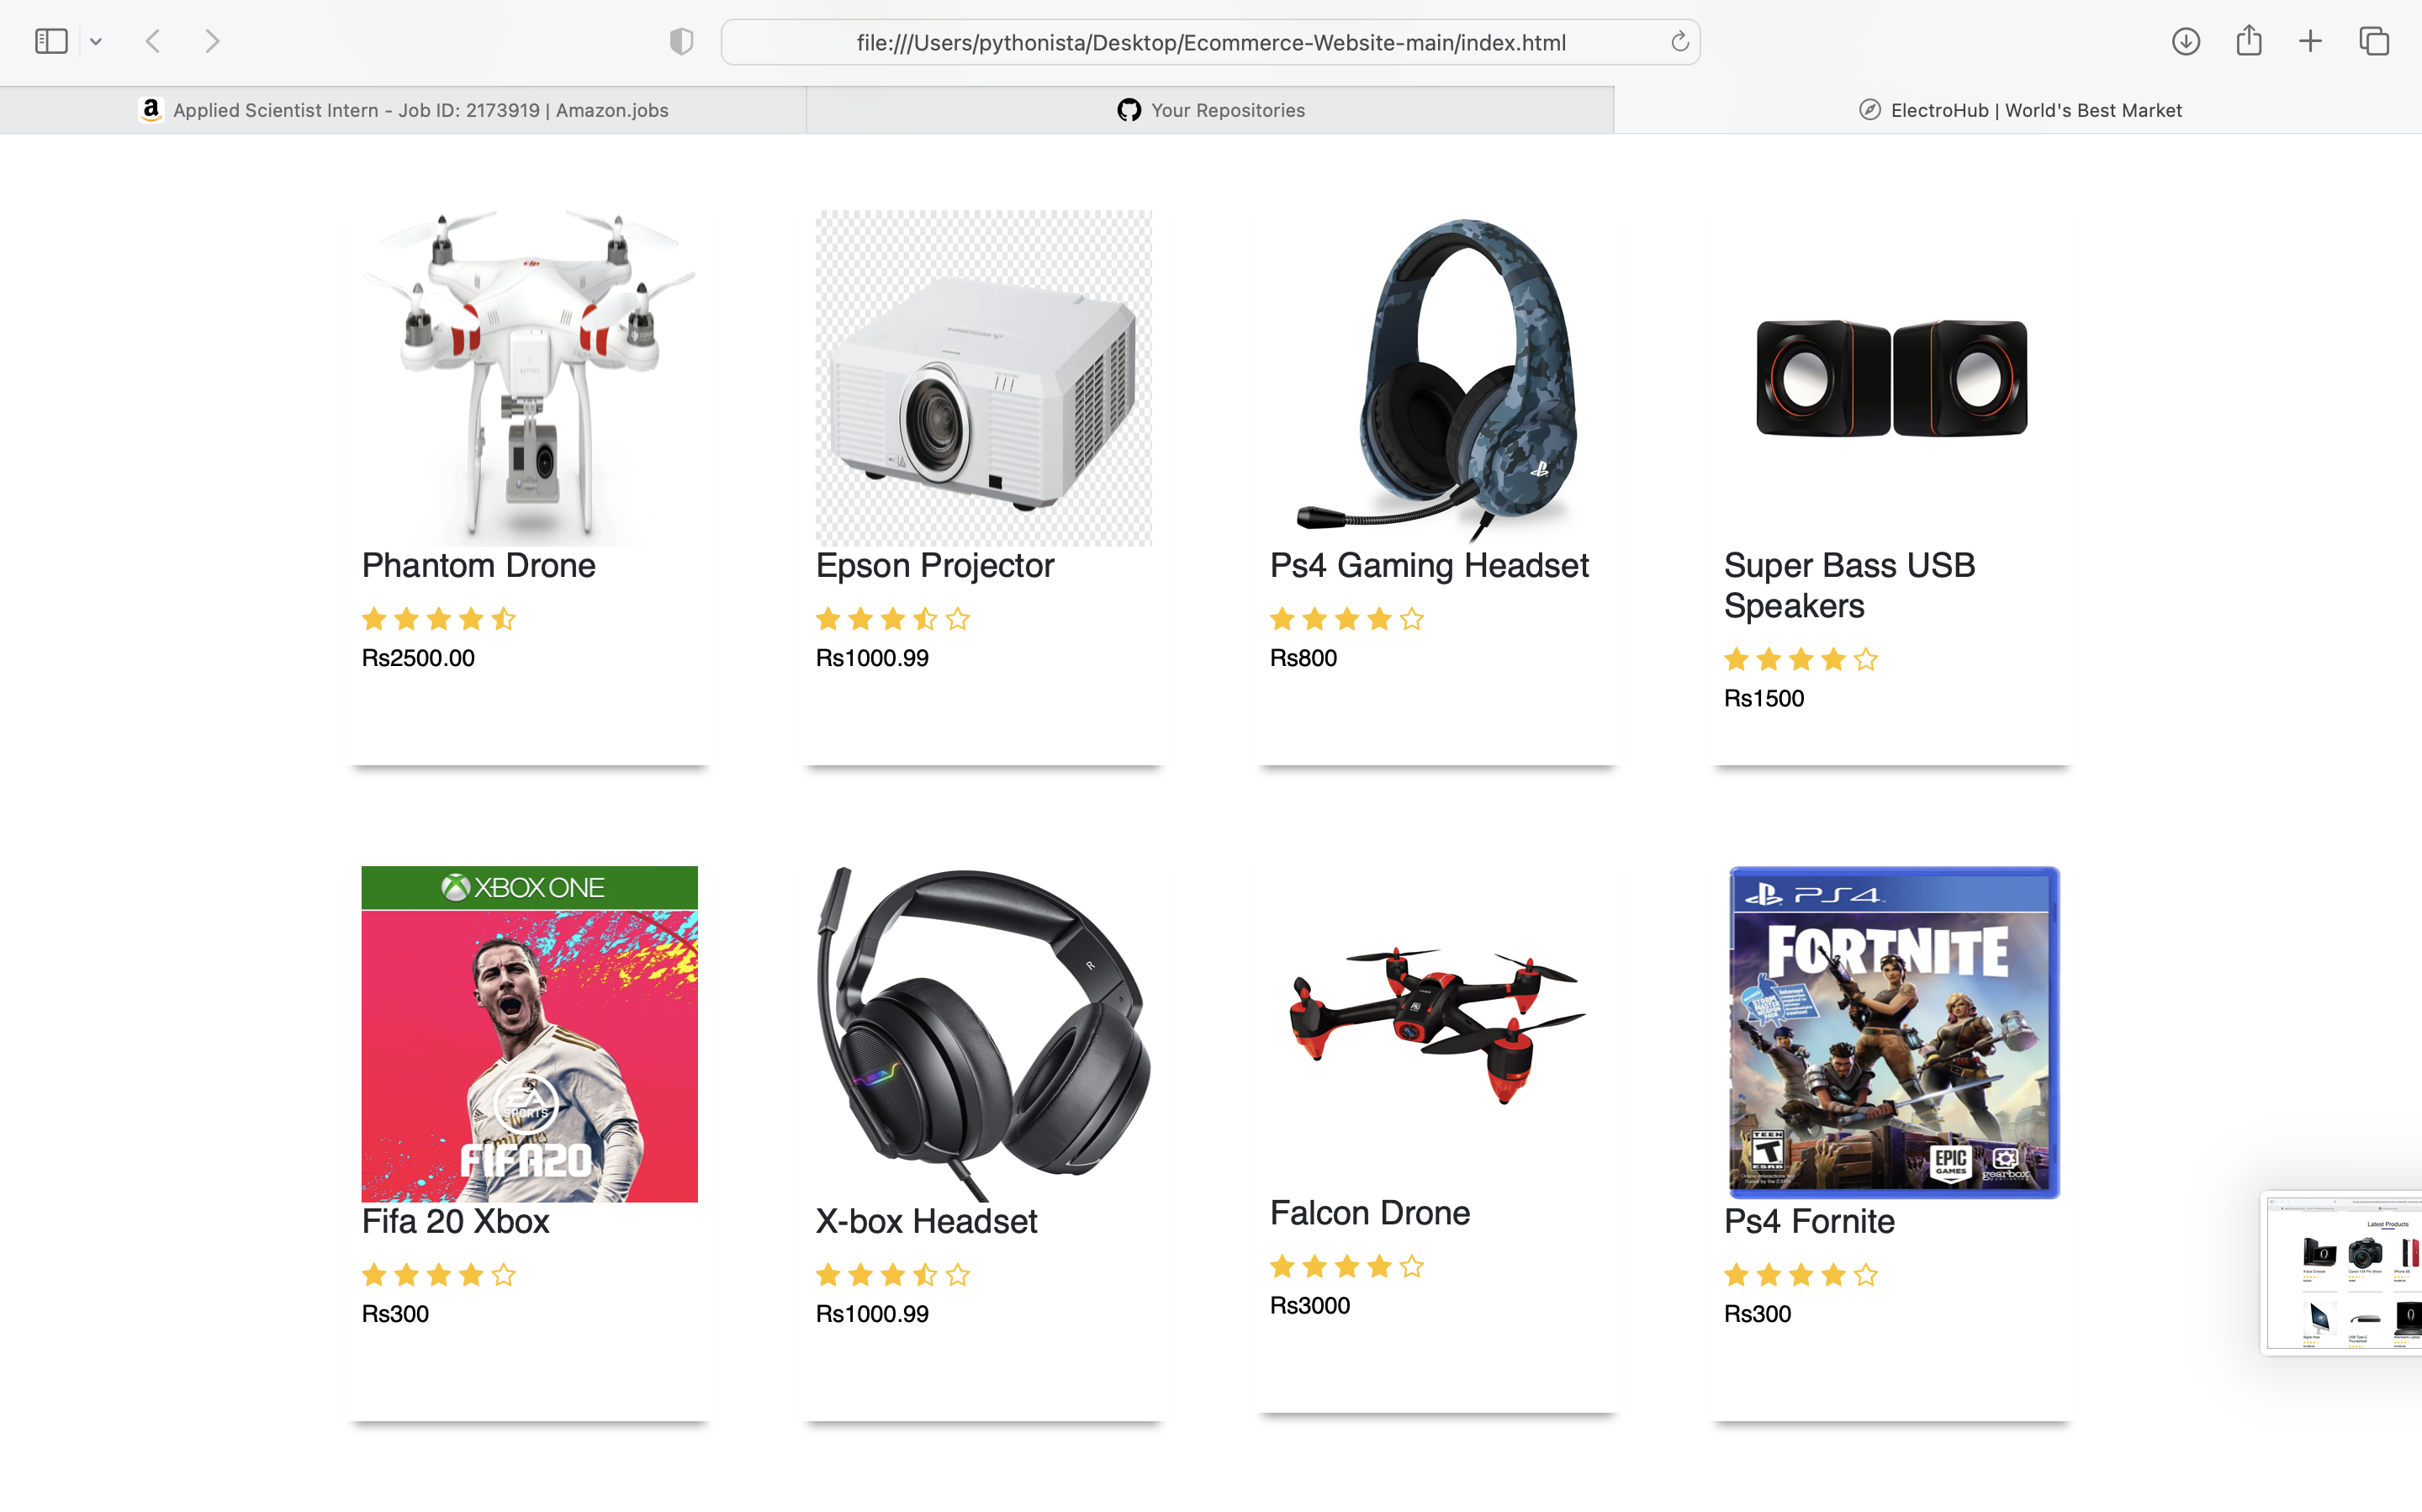 file:///Users/pythonista/Desktop/Ecommerce-Website-main/index.html
Applied Scientist Intern - Job ID: 2173919 | Amazon.jobs
Your Repositories
ElectroHub | World's Best Market
Phantom Drone
Rs2500.00
Epson Projector
Rs1000.99
Ps4 Gaming Headset
Rs800
Super Bass USB
Speakers
Rs1500
XBOX ONE
EA
SPORTS
FIFA20
Fifa 20 Xbox
Rs300
R
X-box Headset
Rs1000.99
Falcon Drone
Rs3000
PS4
FORTNITE
TEEN
T
ESRB
EPIC
GAMES
gearbox
Ps4 Fornite
Rs300
Latest Products